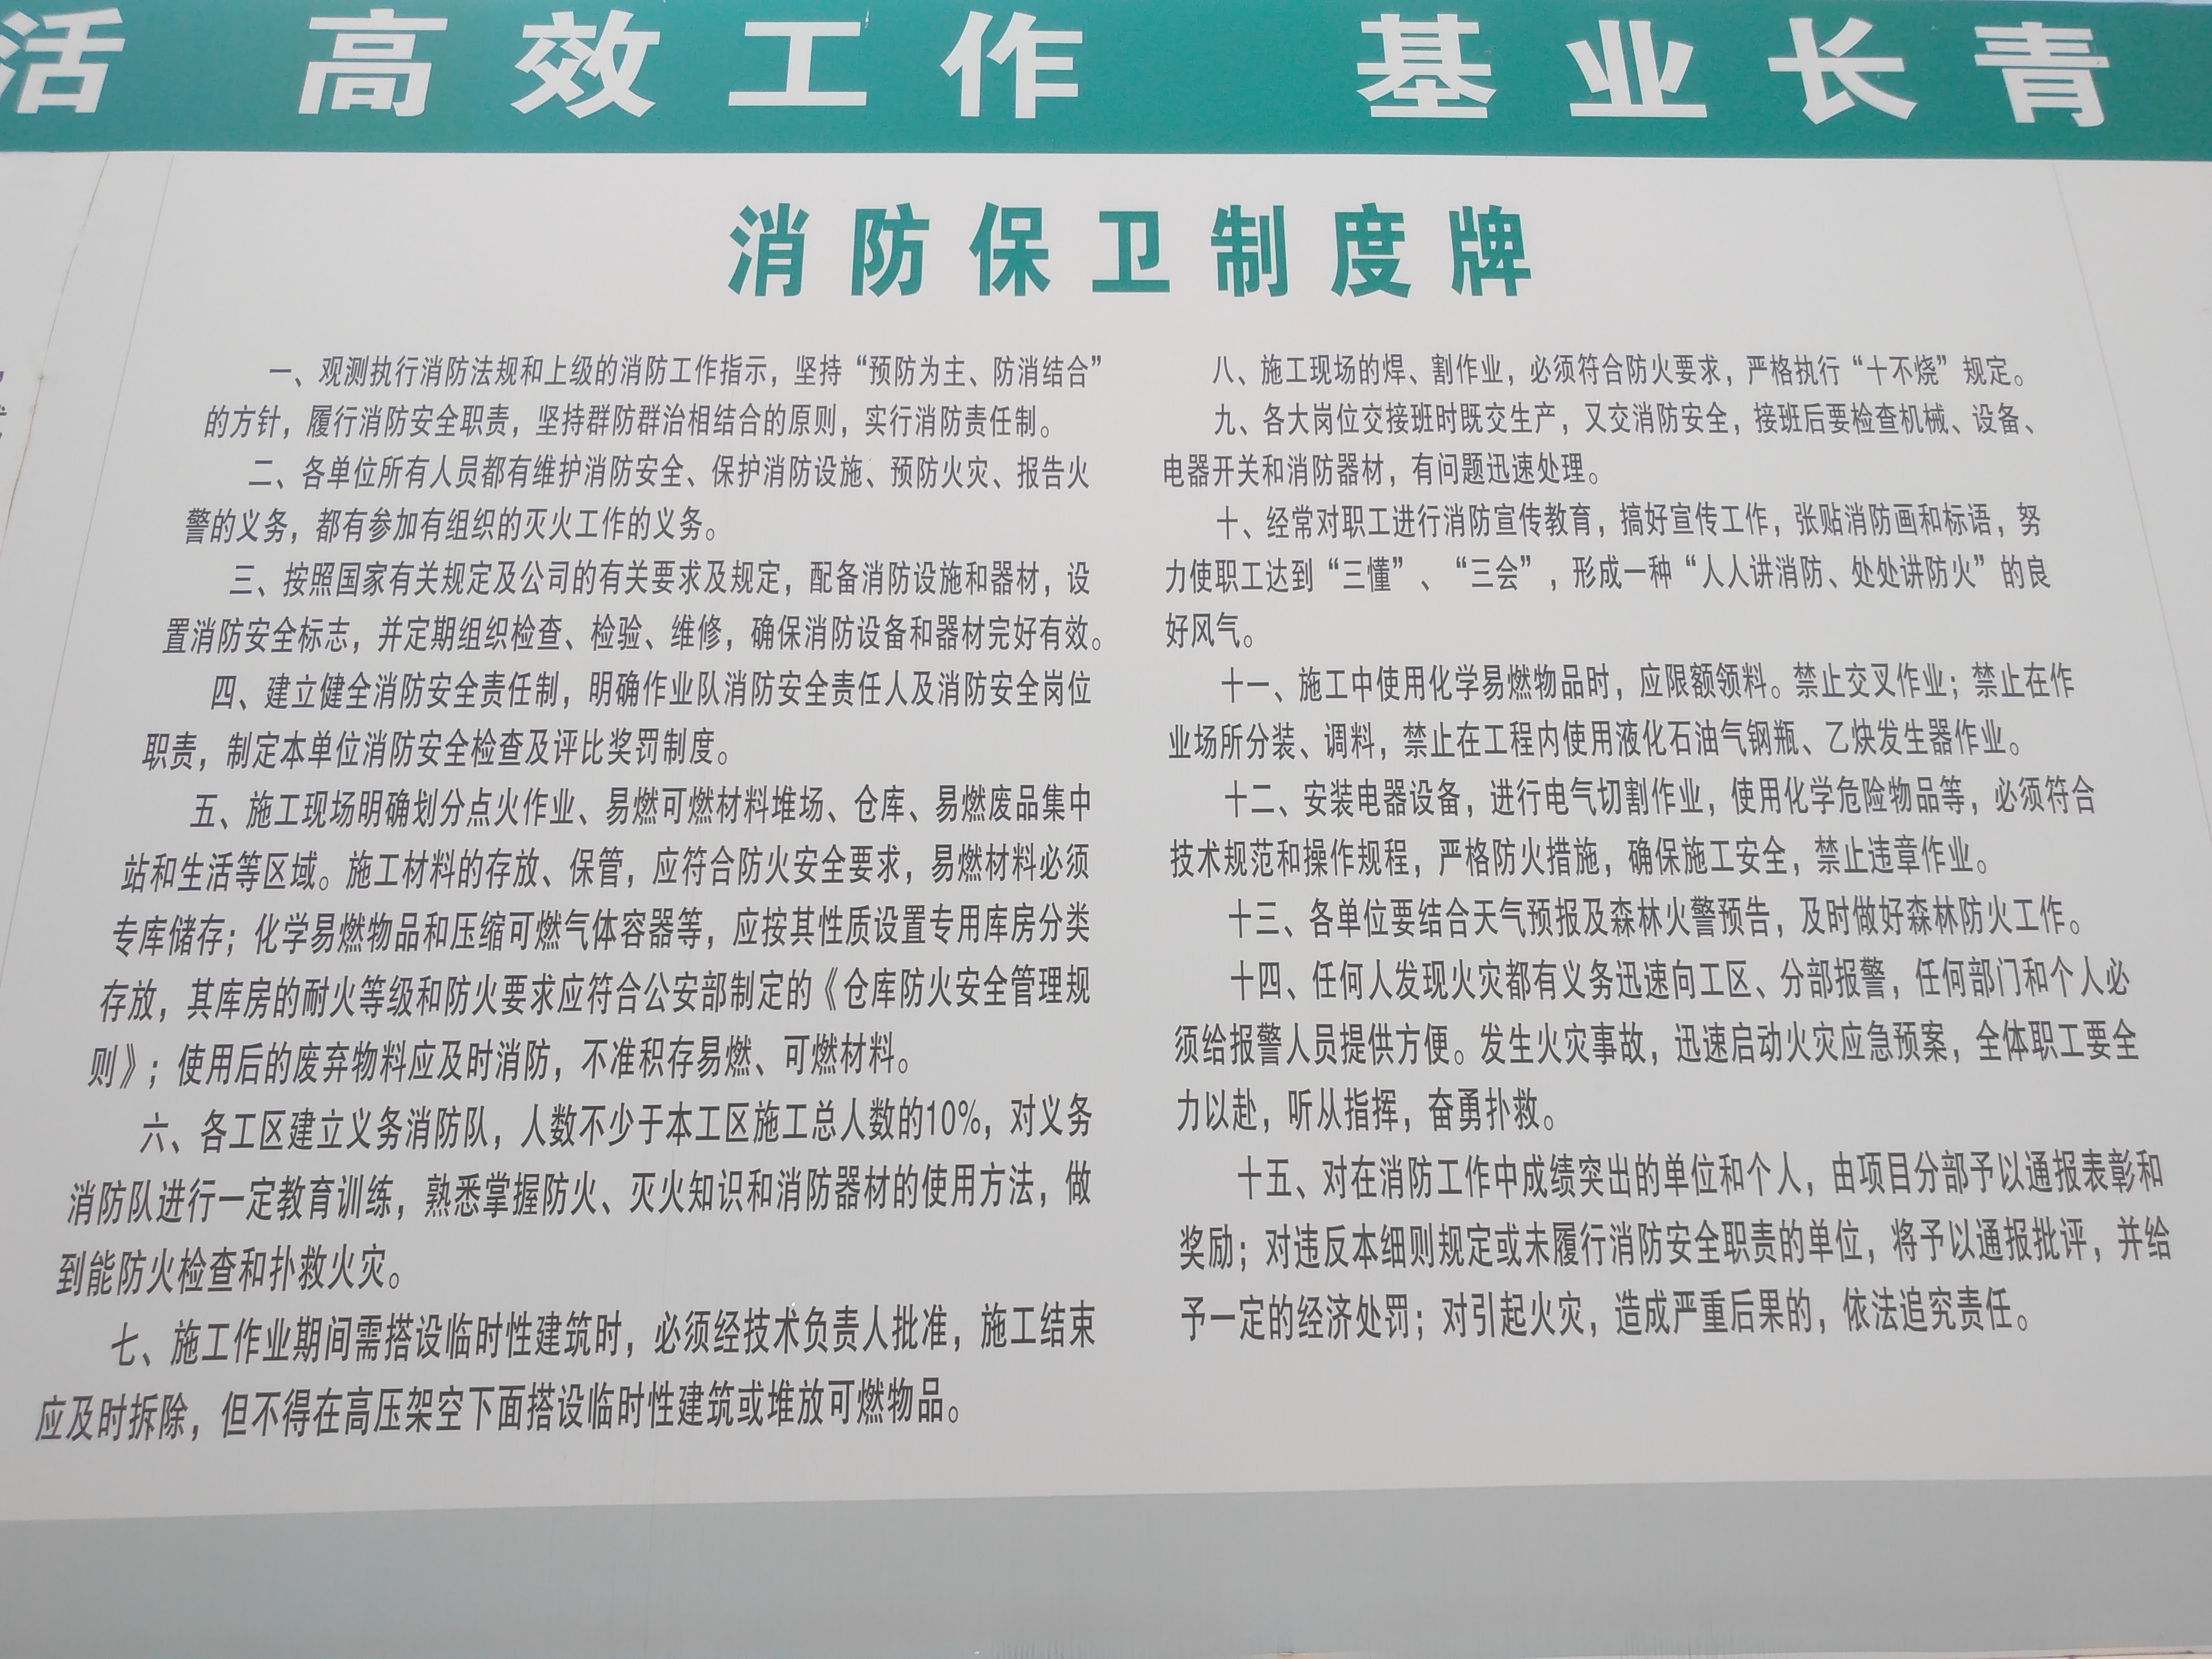 活 高效工作 基业长青
消防保卫制度牌
一、观测执行消防法规和上级的消防工作指示，坚持“预防为主、防消结合”
的方针，履行消防安全职责，坚持群防群治相结合的原则，实行消防责任制。
二、各单位所有人员都有维护消防安全、保护消防设施、预防火灾、报告火
警的义务，都有参加有组织的灭火工作的义务。
三、按照国家有关规定及公司的有关要求及规定，配备消防设施和器材，设
置消防安全标志，并定期组织检查、检验、维修，确保消防设备和器材完好有效。
四、建立健全消防安全责任制，明确作业队消防安全责任人及消防安全岗位
职责，制定本单位消防安全检查及评比奖罚制度。
五、施工现场明确划分点火作业、易燃可燃材料堆场、仓库、易燃废品集中
站和生活等区域。施工材料的存放、保管，应符合防火安全要求，易燃材料必须
专库储存；化学易燃物品和压缩可燃气体容器等，应按其性质设置专用库房分类
存放，其库房的耐火等级和防火要求应符合公安部制定的《仓库防火安全管理规
则》；使用后的废弃物料应及时消防，不准积存易燃、可燃材料。
六、各工区建立义务消防队，人数不少于本工区施工总人数的10%，对义务
消防队进行一定教育训练，熟悉掌握防火、灭火知识和消防器材的使用方法，做
到能防火检查和扑救火灾。
七、施工作业期间需搭设临时性建筑时，必须经技术负责人批准，施工结束
应及时拆除，但不得在高压架空下面搭设临时性建筑或堆放可燃物品。
八、施工现场的焊、割作业，必须符合防火要求，严格执行“十不烧”规定。
九、各大岗位交接班时既交生产，又交消防安全，接班后要检查机械、设备、
电器开关和消防器材，有问题迅速处理。
十、经常对职工进行消防宣传教育，搞好宣传工作，张贴消防画和标语，努
力使职工达到“三懂”、“三会”，形成一种“人人讲消防、处处讲防火”的良
好风气。
十一、施工中使用化学易燃物品时，应限额领料。禁止交叉作业；禁止在作
业场所分装、调料，禁止在工程内使用液化石油气钢瓶、乙炔发生器作业。
十二、安装电器设备，进行电气切割作业，使用化学危险物品等，必须符合
技术规范和操作规程，严格防火措施，确保施工安全，禁止违章作业。
十三、各单位要结合天气预报及森林火警预告，及时做好森林防火工作。
十四、任何人发现火灾都有义务迅速向工区、分部报警，任何部门和个人必
须给报警人员提供方便。发生火灾事故，迅速启动火灾应急预案，全体职工要全
力以赴，听从指挥，奋勇扑救。
十五、对在消防工作中成绩突出的单位和个人，由项目分部予以通报表彰和
奖励；对违反本细则规定或未履行消防安全职责的单位，将予以通报批评，并给
予一定的经济处罚；对引起火灾，造成严重后果的，依法追究责任。